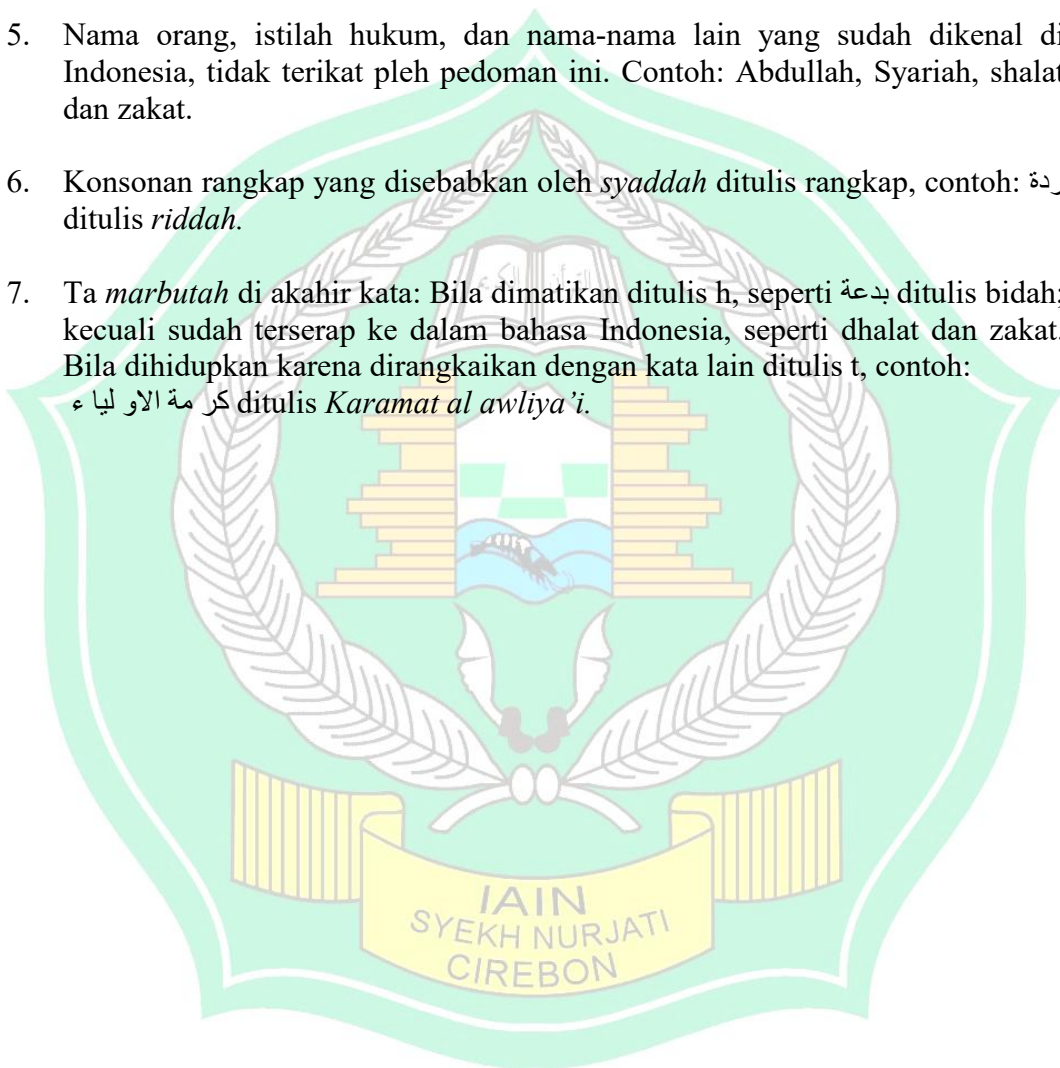 5. Nama orang, istilah hukum, dan nama-nama lain yang sudah dikenal di
Indonesia, tidak terikat pleh pedoman ini. Contoh: Abdullah, Syariah, shalat
dan zakat.
6. Konsonan rangkap yang disebabkan oleh syaddah ditulis rangkap, contoh: ردة
ditulis riddah.
7. Ta marbutah di akahir kata: Bila dimatikan ditulis h, seperti بدعة ditulis bidah;
kecuali sudah terserap ke dalam bahasa Indonesia, seperti dhalat dan zakat.
Bila dihidupkan karena dirangkaikan dengan kata lain ditulis t, contoh:
كر مة الاو ليا ء ditulis Karamat al awliya’i.
IAIN
SYEKH NURJATI
CIREBON